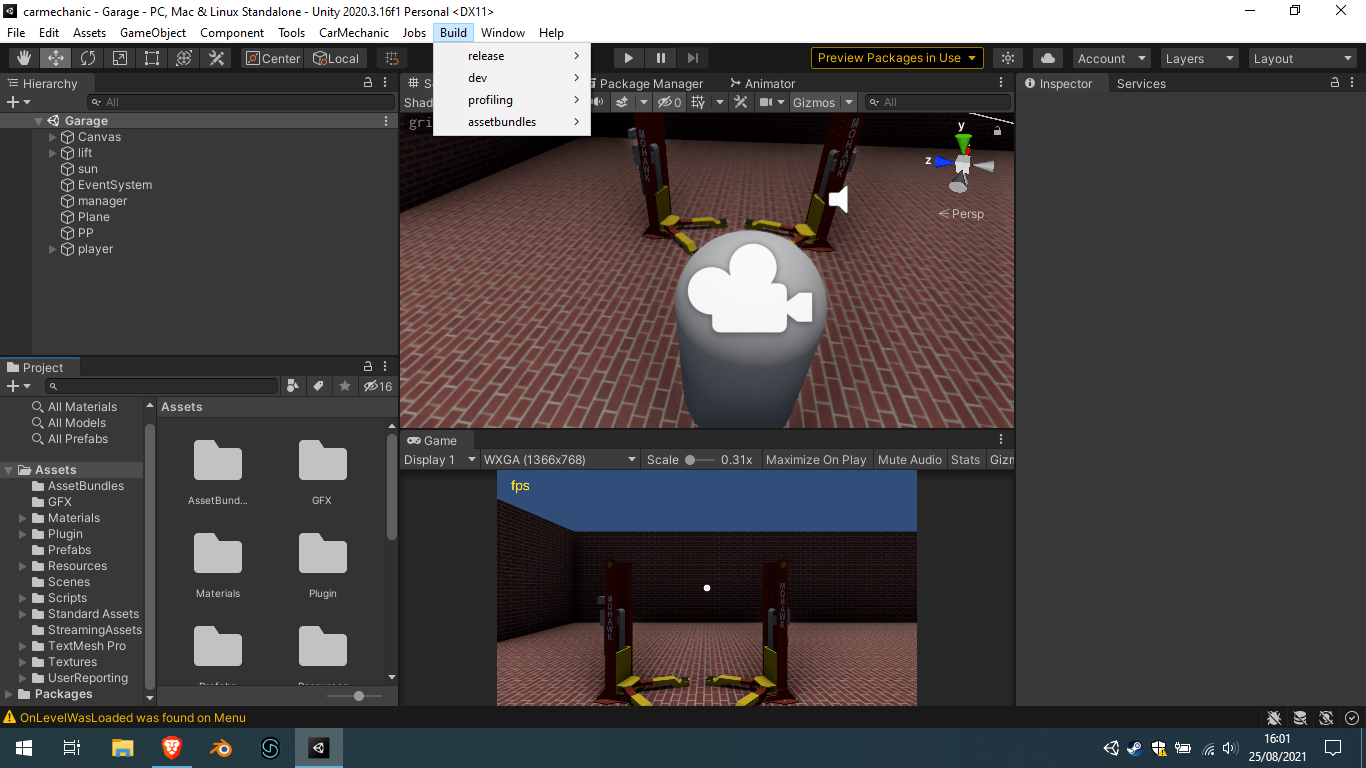 carmechanic - Garage - PC, Mac & Linux Standalone - Unity 2020.3.16f1 Personal <DX11>
File Edit Assets GameObject Component Tools CarMechanic Jobs Build Window Help
Center Local Preview Packages in Use Account Layers Layout
release
dev
profiling
assetbundles
Hierarchy
All
Garage
Canvas
lift
sun
EventSystem
manager
Plane
PP
player
Package Manager Animator
Shad 0 Gizmos All
gri
MOHAWK MOHAWK
y
z
Persp
Inspector Services
Project
16
All Materials
All Models
All Prefabs
Assets
AssetBundles
GFX
Materials
Plugin
Prefabs
Resources
Scenes
Scripts
Standard Assets
StreamingAssets
TextMesh Pro
Textures
UserReporting
Packages
Assets
AssetBund... GFX
Materials Plugin
Game
Display 1 WXGA (1366x768) Scale 0.31x Maximize On Play Mute Audio Stats Gizm
fps
MOHAWK MOHAWK
OnLevelWasLoaded was found on Menu
16:01
25/08/2021